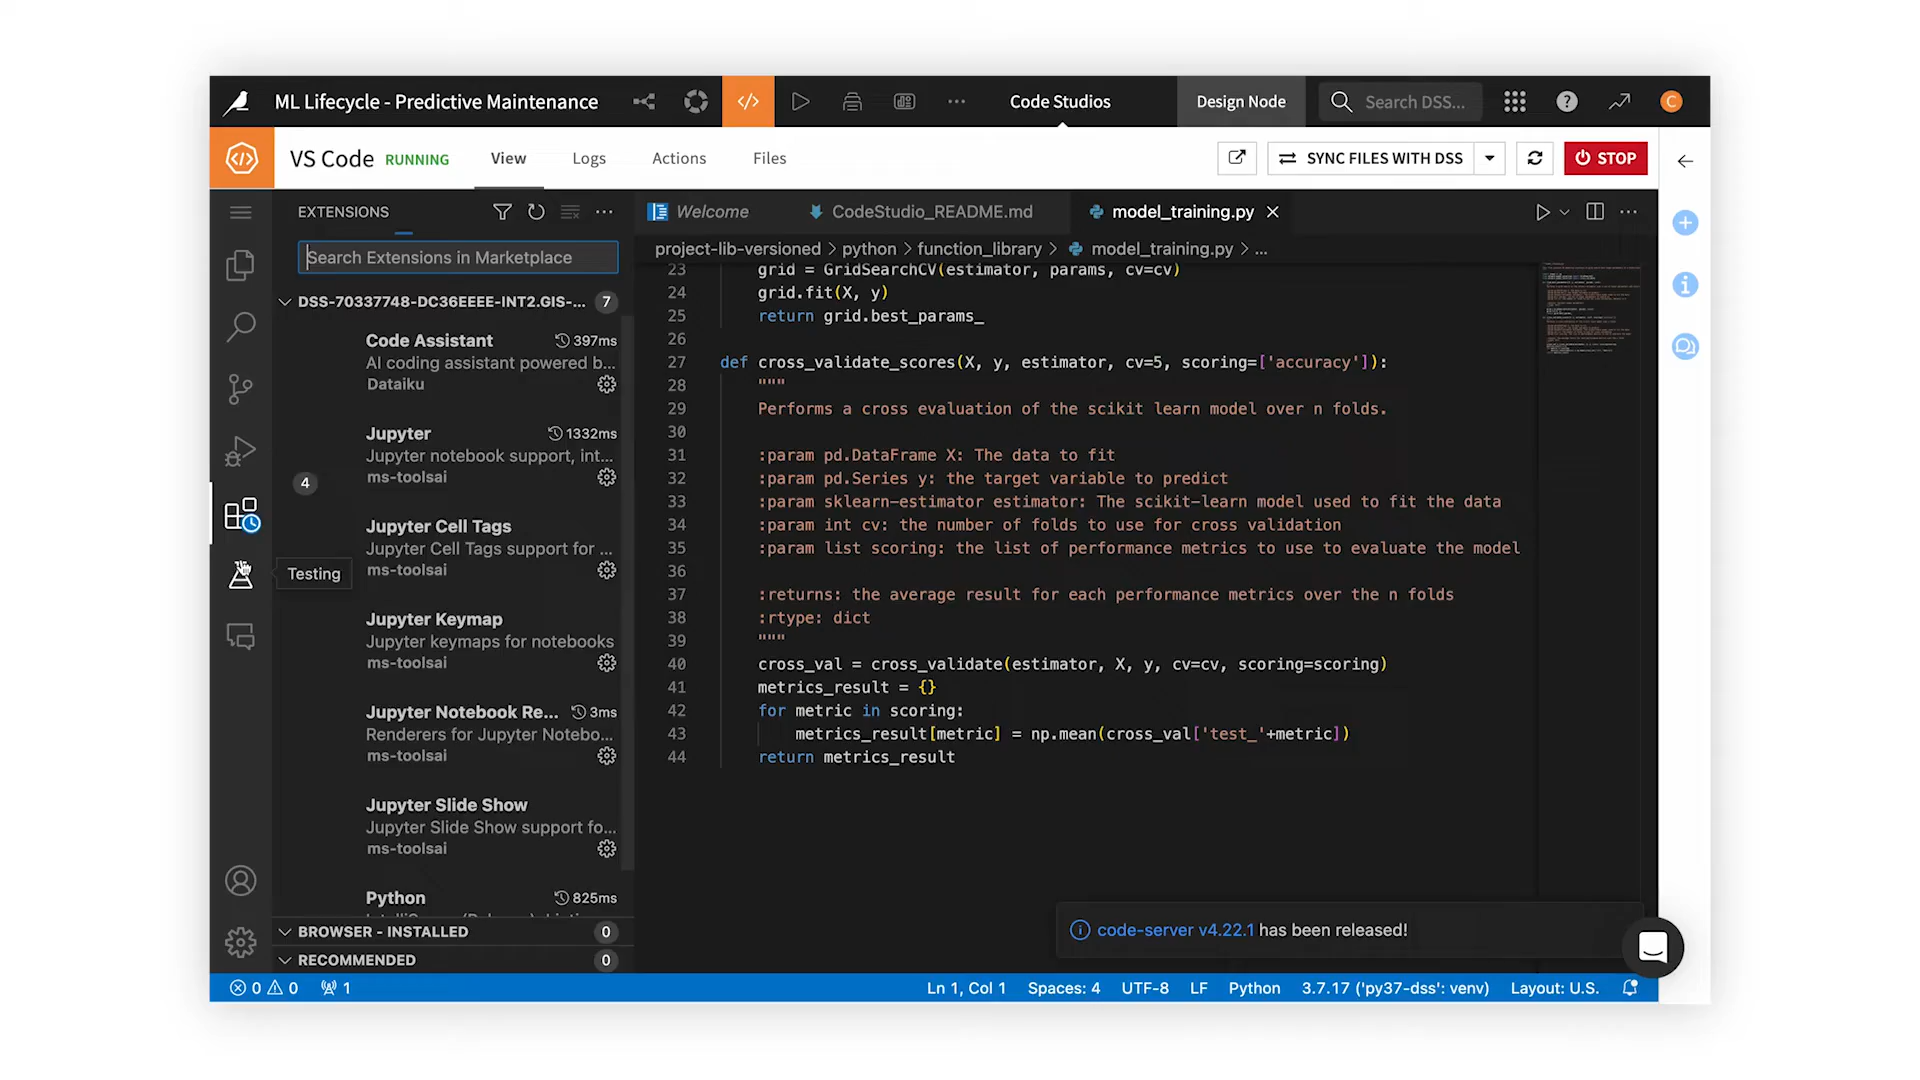 ML Lifecycle - Predictive Maintenance
Code Studios
Design Node
Search DSS...
C
VS Code RUNNING
View
Logs
Actions
Files
SYNC FILES WITH DSS
STOP
EXTENSIONS
Search Extensions in Marketplace
DSS-70337748-DC36EEEE-INT2.GIS-... 7
Code Assistant 397ms
AI coding assistant powered b...
Dataiku
Jupyter 1332ms
Jupyter notebook support, int...
ms-toolsai
4
Jupyter Cell Tags
Jupyter Cell Tags support for ...
ms-toolsai
Testing
Jupyter Keymap
Jupyter keymaps for notebooks
ms-toolsai
Jupyter Notebook Re... 3ms
Renderers for Jupyter Notebo...
ms-toolsai
Jupyter Slide Show
Jupyter Slide Show support fo...
ms-toolsai
Python 825ms
BROWSER - INSTALLED 0
RECOMMENDED 0
Welcome
CodeStudio_README.md
model_training.py
project-lib-versioned > python > function_library > model_training.py > ...
23 grid = GridSearchCV(estimator, params, cv=cv)
24 grid.fit(X, y)
25 return grid.best_params_
26
27 def cross_validate_scores(X, y, estimator, cv=5, scoring=['accuracy']):
28 """
29 Performs a cross evaluation of the scikit learn model over n folds.
30
31 :param pd.DataFrame X: The data to fit
32 :param pd.Series y: the target variable to predict
33 :param sklearn-estimator estimator: The scikit-learn model used to fit the data
34 :param int cv: the number of folds to use for cross validation
35 :param list scoring: the list of performance metrics to use to evaluate the model
36
37 :returns: the average result for each performance metrics over the n folds
38 :rtype: dict
39 """
40 cross_val = cross_validate(estimator, X, y, cv=cv, scoring=scoring)
41 metrics_result = {}
42 for metric in scoring:
43 metrics_result[metric] = np.mean(cross_val['test_'+metric])
44 return metrics_result
code-server v4.22.1 has been released!
0 0 1
Ln 1, Col 1
Spaces: 4
UTF-8
LF
Python
3.7.17 ('py37-dss': venv)
Layout: U.S.